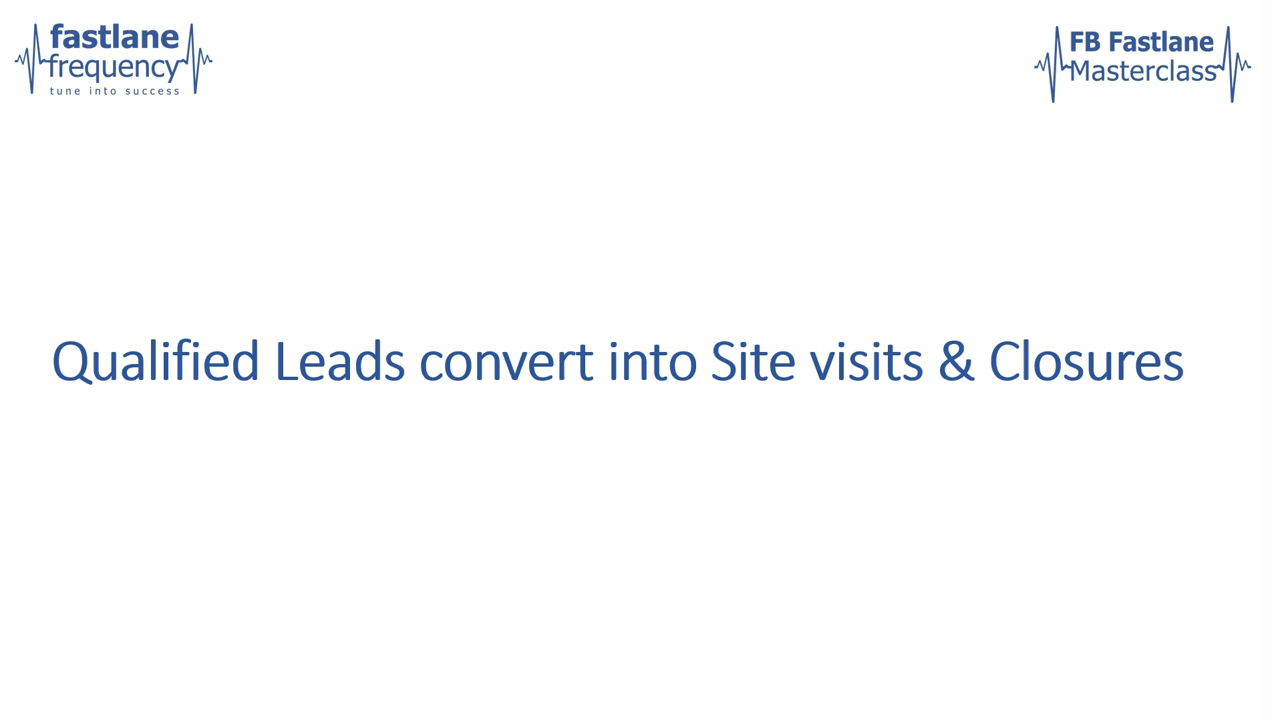 fastlane
frequency
tune into success
FB Fastlane
Masterclass
Qualified Leads convert into Site visits & Closures